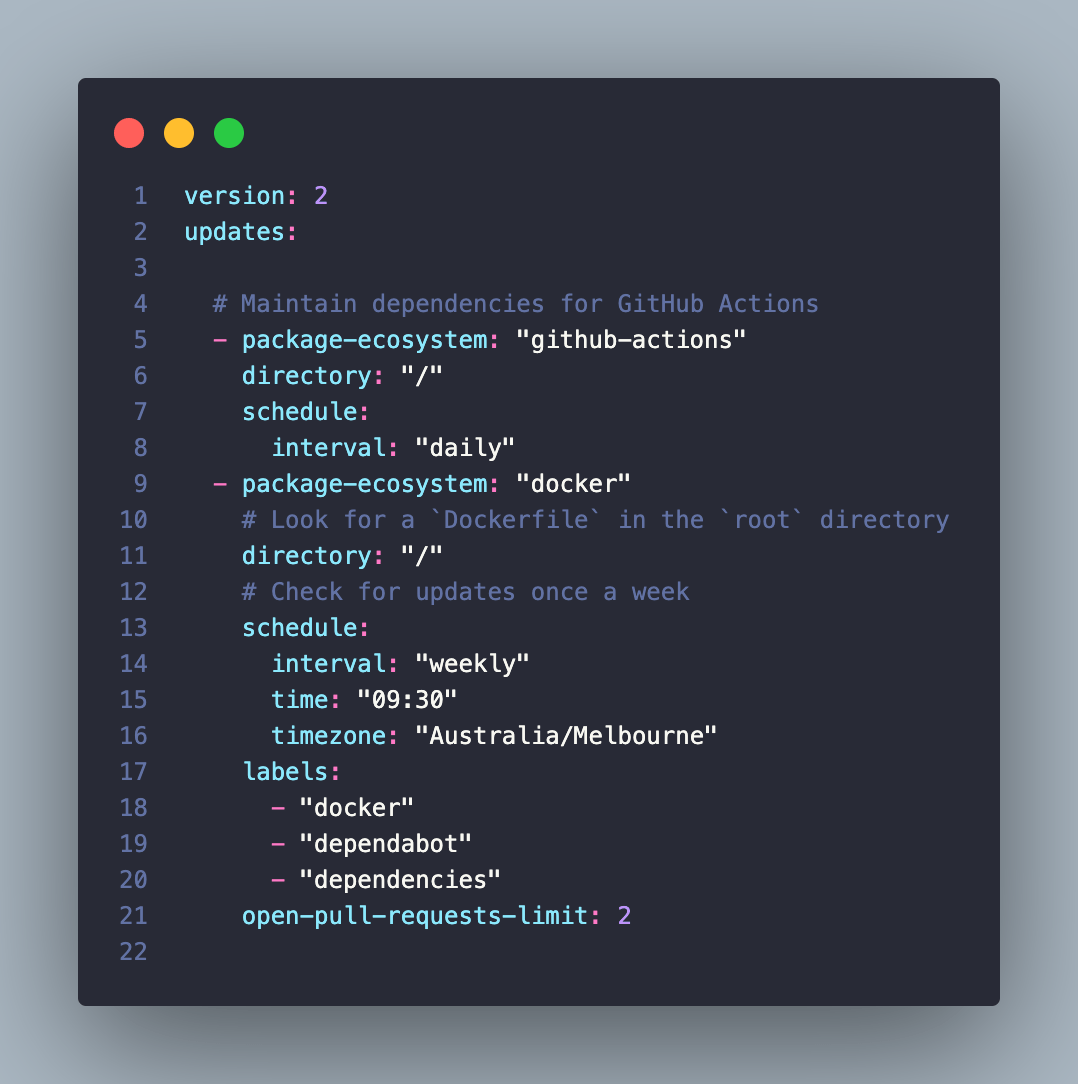 1 version: 2
2 updates:
3
4   # Maintain dependencies for GitHub Actions
5   - package-ecosystem: "github-actions"
6     directory: "/"
7     schedule:
8       interval: "daily"
9   - package-ecosystem: "docker"
10     # Look for a `Dockerfile` in the `root` directory
11     directory: "/"
12     # Check for updates once a week
13     schedule:
14       interval: "weekly"
15       time: "09:30"
16       timezone: "Australia/Melbourne"
17     labels:
18       - "docker"
19       - "dependabot"
20       - "dependencies"
21     open-pull-requests-limit: 2
22